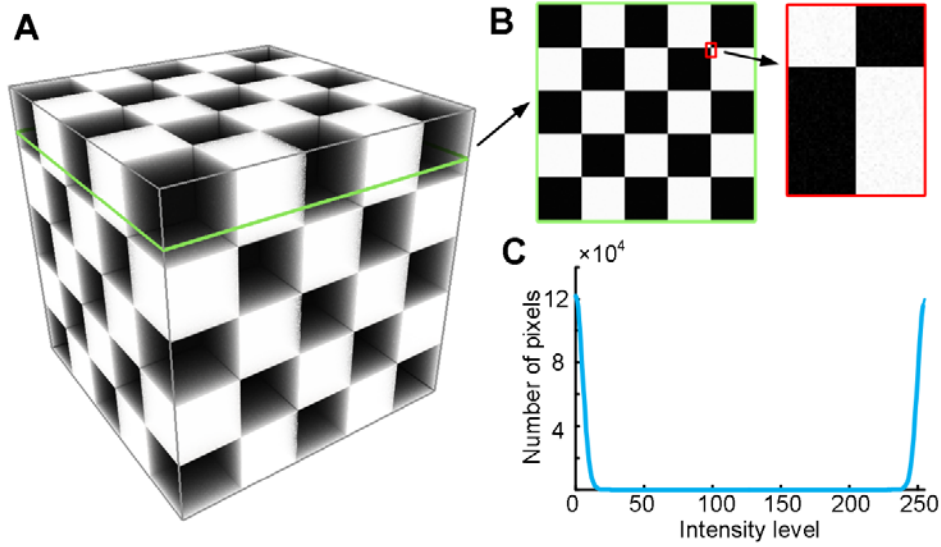 A
B
C
×10⁴
12
8
4
Number of pixels
0 50 100 150 200 250
Intensity level